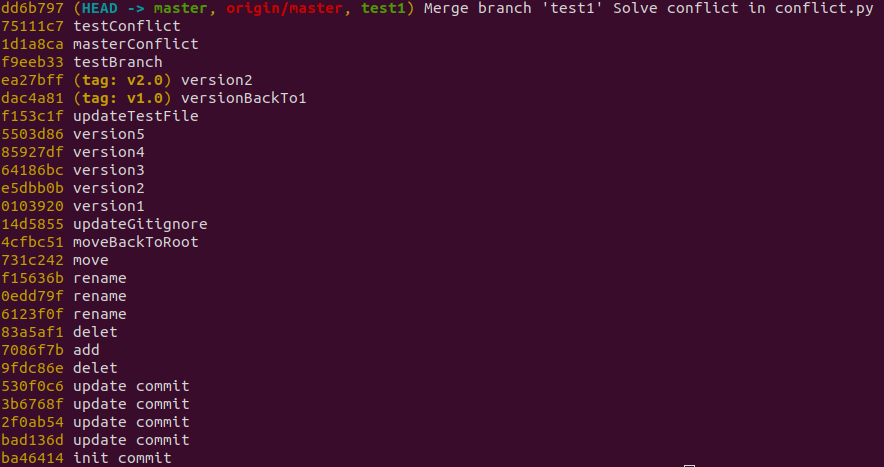 dd6b797 (HEAD -> master, origin/master, test1) Merge branch 'test1' Solve conflict in conflict.py
75111c7 testConflict
1d1a8ca masterConflict
f9eeb33 testBranch
ea27bff (tag: v2.0) version2
dac4a81 (tag: v1.0) versionBackTo1
f153c1f updateTestFile
5503d86 version5
85927df version4
64186bc version3
e5dbb0b version2
0103920 version1
14d5855 updateGitignore
4cfbc51 moveBackToRoot
731c242 move
f15636b rename
0edd79f rename
6123f0f rename
83a5af1 delet
7086f7b add
9fdc86e delet
530f0c6 update commit
3b6768f update commit
2f0ab54 update commit
bad136d update commit
ba46414 init commit